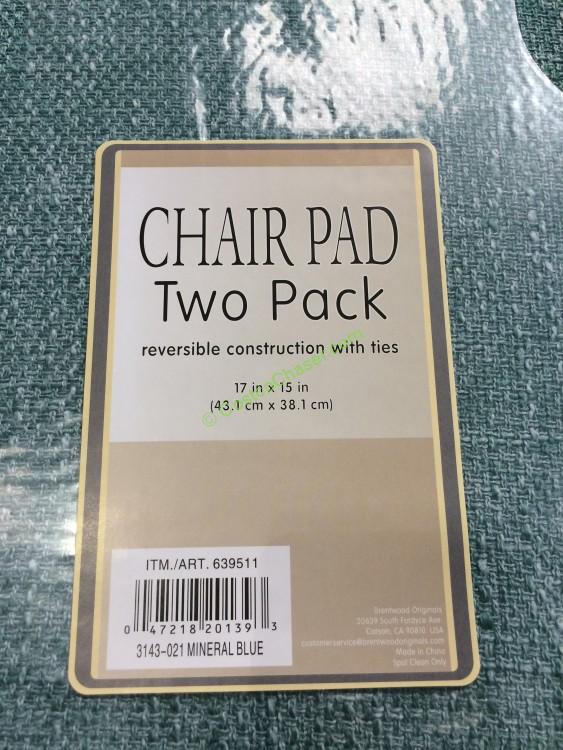 CHAIR PAD
Two Pack
reversible construction with ties
17 in x 15 in
(43.1 cm x 38.1 cm)
© CostcoChaser.com
ITM./ART. 639511
0 47218 20139 3
3143-021 MINERAL BLUE
Brentwood Originals
20639 South Fordyce Ave.
Carson, CA 90810 USA
customerservice@brentwoodoriginals.com
Made in China
Spot Clean Only